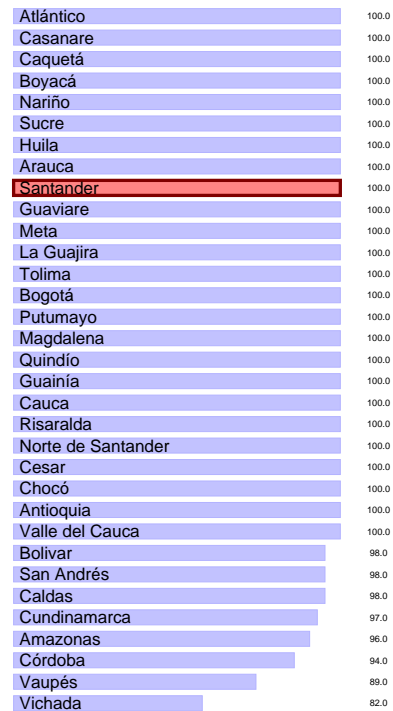 Atlántico 100.0
Casanare 100.0
Caquetá 100.0
Boyacá 100.0
Nariño 100.0
Sucre 100.0
Huila 100.0
Arauca 100.0
Santander 100.0
Guaviare 100.0
Meta 100.0
La Guajira 100.0
Tolima 100.0
Bogotá 100.0
Putumayo 100.0
Magdalena 100.0
Quindío 100.0
Guainía 100.0
Cauca 100.0
Risaralda 100.0
Norte de Santander 100.0
Cesar 100.0
Chocó 100.0
Antioquia 100.0
Valle del Cauca 100.0
Bolivar 98.0
San Andrés 98.0
Caldas 98.0
Cundinamarca 97.0
Amazonas 96.0
Córdoba 94.0
Vaupés 89.0
Vichada 82.0